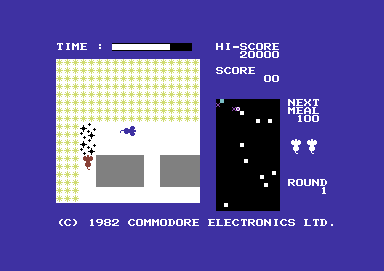 TIME :
HI-SCORE
20000
SCORE
00
NEXT
MEAL
100
ROUND
1
(C) 1982 COMMODORE ELECTRONICS LTD.